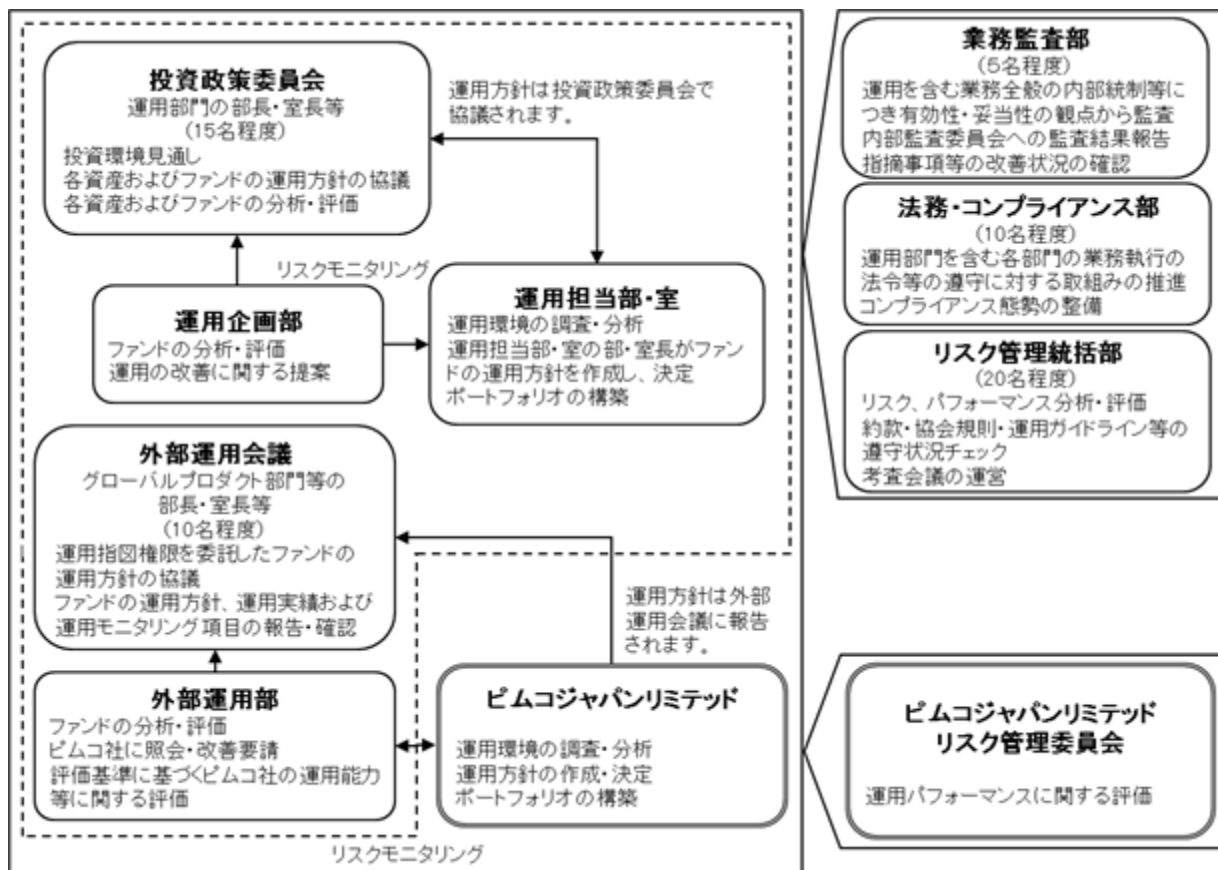 投資政策委員会
運用部門の部長・室長等
(15名程度)
投資環境見通し
各資産およびファンドの運用方針の協議
各資産およびファンドの分析・評価
運用方針は投資政策委員会で
協議されます。
リスクモニタリング
運用企画部
ファンドの分析・評価
運用の改善に関する提案
運用担当部・室
運用環境の調査・分析
運用担当部・室の部・室長がファン
ドの運用方針を作成し、決定
ポートフォリオの構築
外部運用会議
グローバルプロダクト部門等の
部長・室長等
(10名程度)
運用指図権限を委託したファンドの
運用方針の協議
ファンドの運用方針、運用実績および
運用モニタリング項目の報告・確認
運用方針は外部
運用会議に報告
されます。
外部運用部
ファンドの分析・評価
ピムコ社に照会・改善要請
評価基準に基づくピムコ社の運用能力
等に関する評価
ピムコジャパンリミテッド
運用環境の調査・分析
運用方針の作成・決定
ポートフォリオの構築
リスクモニタリング
業務監査部
(5名程度)
運用を含む業務全般の内部統制等に
つき有効性・妥当性の観点から監査
内部監査委員会への監査結果報告
指摘事項等の改善状況の確認
法務・コンプライアンス部
(10名程度)
運用部門を含む各部門の業務執行の
法令等の遵守に対する取組みの推進
コンプライアンス態勢の整備
リスク管理統括部
(20名程度)
リスク、パフォーマンス分析・評価
約款・協会規則・運用ガイドライン等の
遵守状況チェック
考査会議の運営
ピムコジャパンリミテッド
リスク管理委員会
運用パフォーマンスに関する評価